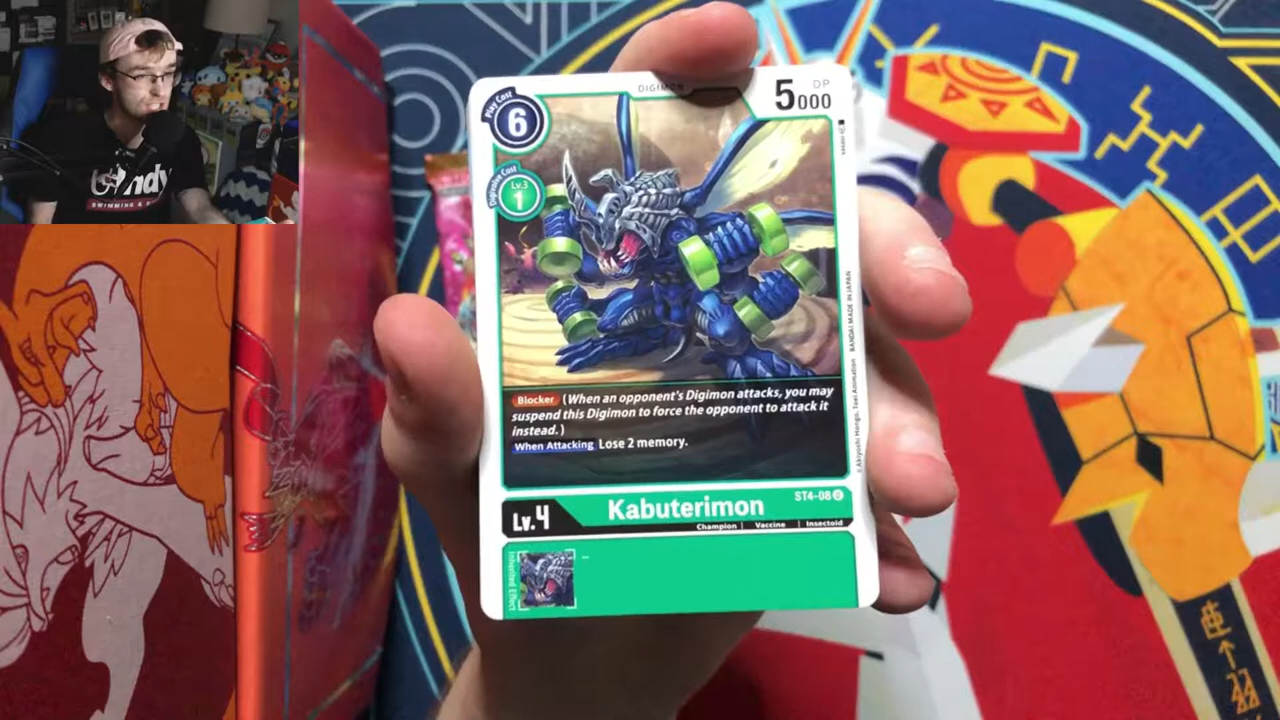 DIGIMON
Play Cost
6
DP
5000
Digivolve Cost
Lv.3
1
Blocker (When an opponent's Digimon attacks, you may
suspend this Digimon to force the opponent to attack it
instead.)
When Attacking Lose 2 memory.
ST4-08 U
Kabuterimon
Lv.4
Champion | Vaccine | Insectoid
Inherited Effect
-
©Akiyoshi Hongo, Toei Animation BANDAI MADE IN JAPAN